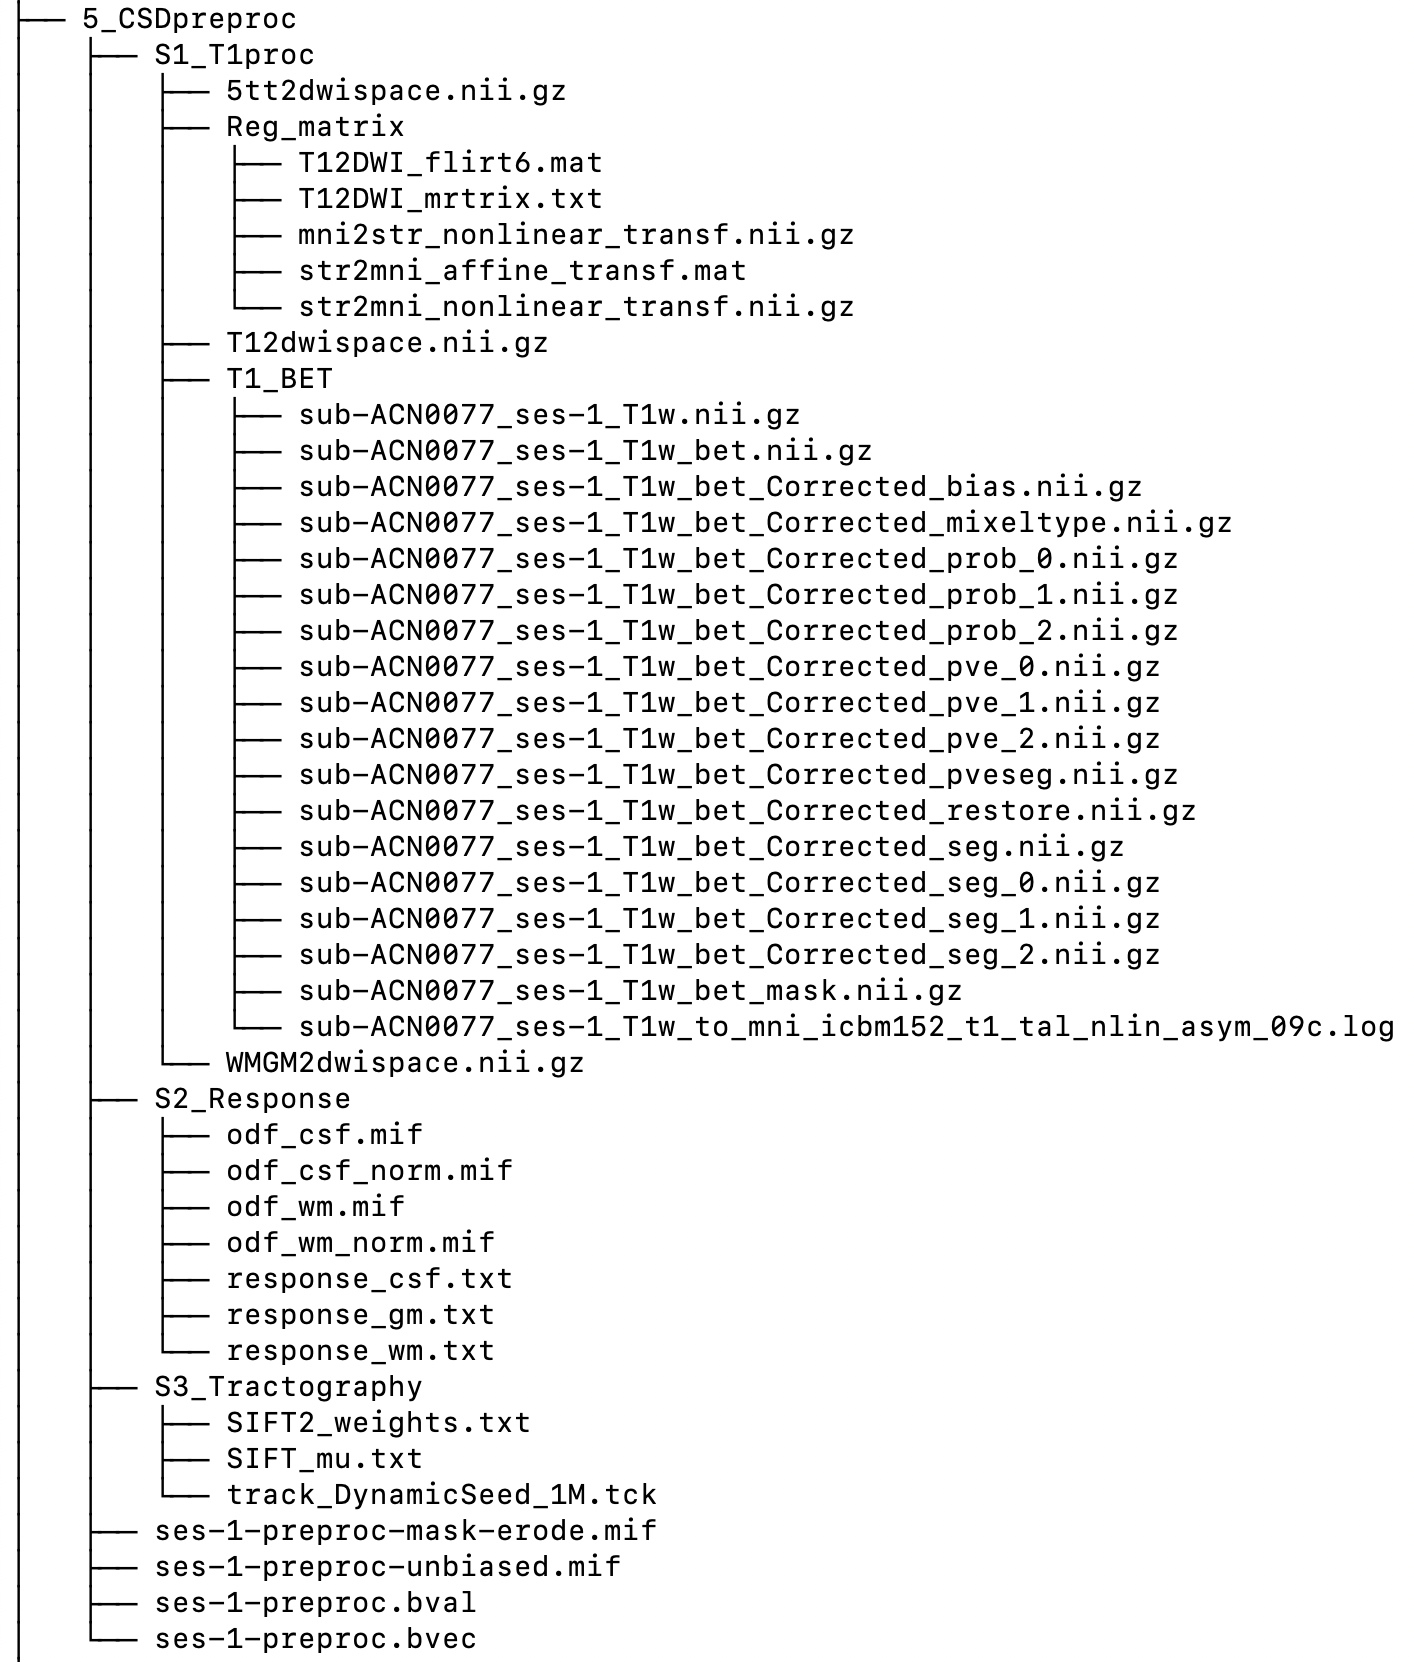 ├── 5_CSDpreproc
│   ├── S1_T1proc
│   │   ├── 5tt2dwispace.nii.gz
│   │   ├── Reg_matrix
│   │   │   ├── T12DWI_flirt6.mat
│   │   │   ├── T12DWI_mrtrix.txt
│   │   │   ├── mni2str_nonlinear_transf.nii.gz
│   │   │   ├── str2mni_affine_transf.mat
│   │   │   └── str2mni_nonlinear_transf.nii.gz
│   │   ├── T12dwispace.nii.gz
│   │   ├── T1_BET
│   │   │   ├── sub-ACN0077_ses-1_T1w.nii.gz
│   │   │   ├── sub-ACN0077_ses-1_T1w_bet.nii.gz
│   │   │   ├── sub-ACN0077_ses-1_T1w_bet_Corrected_bias.nii.gz
│   │   │   ├── sub-ACN0077_ses-1_T1w_bet_Corrected_mixeltype.nii.gz
│   │   │   ├── sub-ACN0077_ses-1_T1w_bet_Corrected_prob_0.nii.gz
│   │   │   ├── sub-ACN0077_ses-1_T1w_bet_Corrected_prob_1.nii.gz
│   │   │   ├── sub-ACN0077_ses-1_T1w_bet_Corrected_prob_2.nii.gz
│   │   │   ├── sub-ACN0077_ses-1_T1w_bet_Corrected_pve_0.nii.gz
│   │   │   ├── sub-ACN0077_ses-1_T1w_bet_Corrected_pve_1.nii.gz
│   │   │   ├── sub-ACN0077_ses-1_T1w_bet_Corrected_pve_2.nii.gz
│   │   │   ├── sub-ACN0077_ses-1_T1w_bet_Corrected_pveseg.nii.gz
│   │   │   ├── sub-ACN0077_ses-1_T1w_bet_Corrected_restore.nii.gz
│   │   │   ├── sub-ACN0077_ses-1_T1w_bet_Corrected_seg.nii.gz
│   │   │   ├── sub-ACN0077_ses-1_T1w_bet_Corrected_seg_0.nii.gz
│   │   │   ├── sub-ACN0077_ses-1_T1w_bet_Corrected_seg_1.nii.gz
│   │   │   ├── sub-ACN0077_ses-1_T1w_bet_Corrected_seg_2.nii.gz
│   │   │   ├── sub-ACN0077_ses-1_T1w_bet_mask.nii.gz
│   │   │   └── sub-ACN0077_ses-1_T1w_to_mni_icbm152_t1_tal_nlin_asym_09c.log
│   │   └── WMGM2dwispace.nii.gz
│   ├── S2_Response
│   │   ├── odf_csf.mif
│   │   ├── odf_csf_norm.mif
│   │   ├── odf_wm.mif
│   │   ├── odf_wm_norm.mif
│   │   ├── response_csf.txt
│   │   ├── response_gm.txt
│   │   └── response_wm.txt
│   ├── S3_Tractography
│   │   ├── SIFT2_weights.txt
│   │   ├── SIFT_mu.txt
│   │   └── track_DynamicSeed_1M.tck
│   ├── ses-1-preproc-mask-erode.mif
│   ├── ses-1-preproc-unbiased.mif
│   ├── ses-1-preproc.bval
│   └── ses-1-preproc.bvec